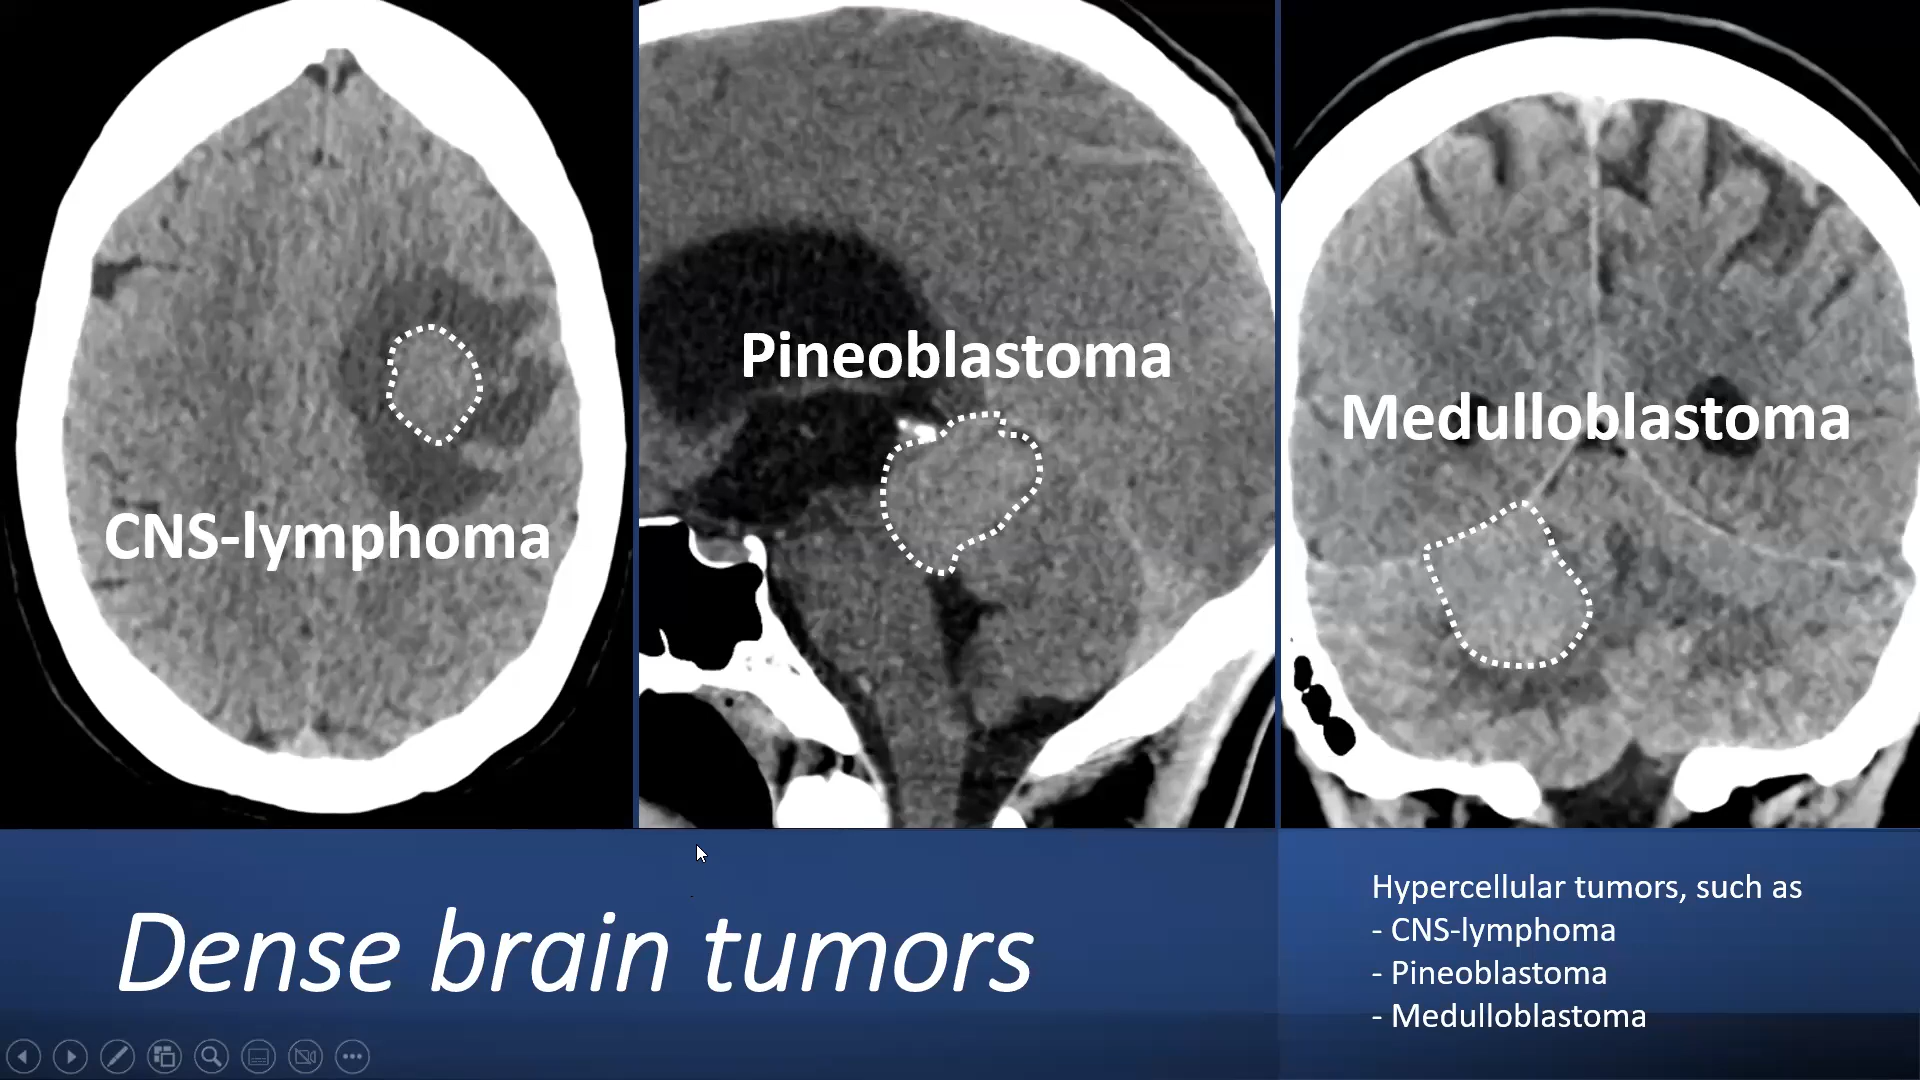 CNS-lymphoma
Pineoblastoma
Medulloblastoma
Dense brain tumors
Hypercellular tumors, such as
- CNS-lymphoma
- Pineoblastoma
- Medulloblastoma